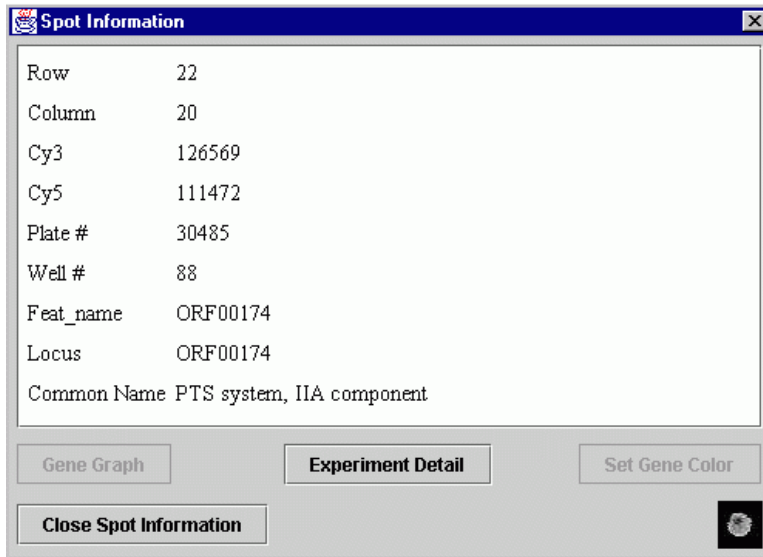 Spot Information
Row 22
Column 20
Cy3 126569
Cy5 111472
Plate # 30485
Well # 88
Feat_name ORF00174
Locus ORF00174
Common Name PTS system, IIA component
Gene Graph Experiment Detail Set Gene Color
Close Spot Information